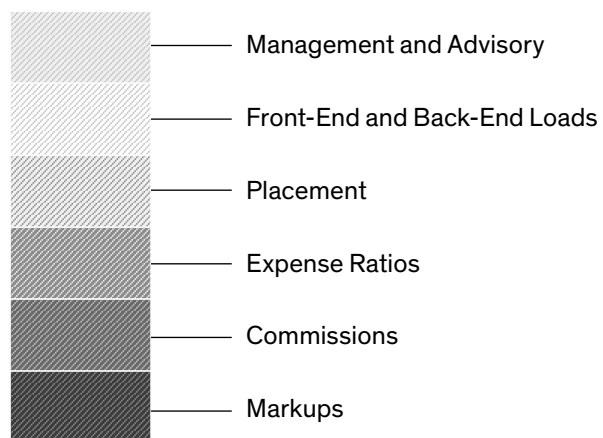 Management and Advisory
Front-End and Back-End Loads
Placement
Expense Ratios
Commissions
Markups